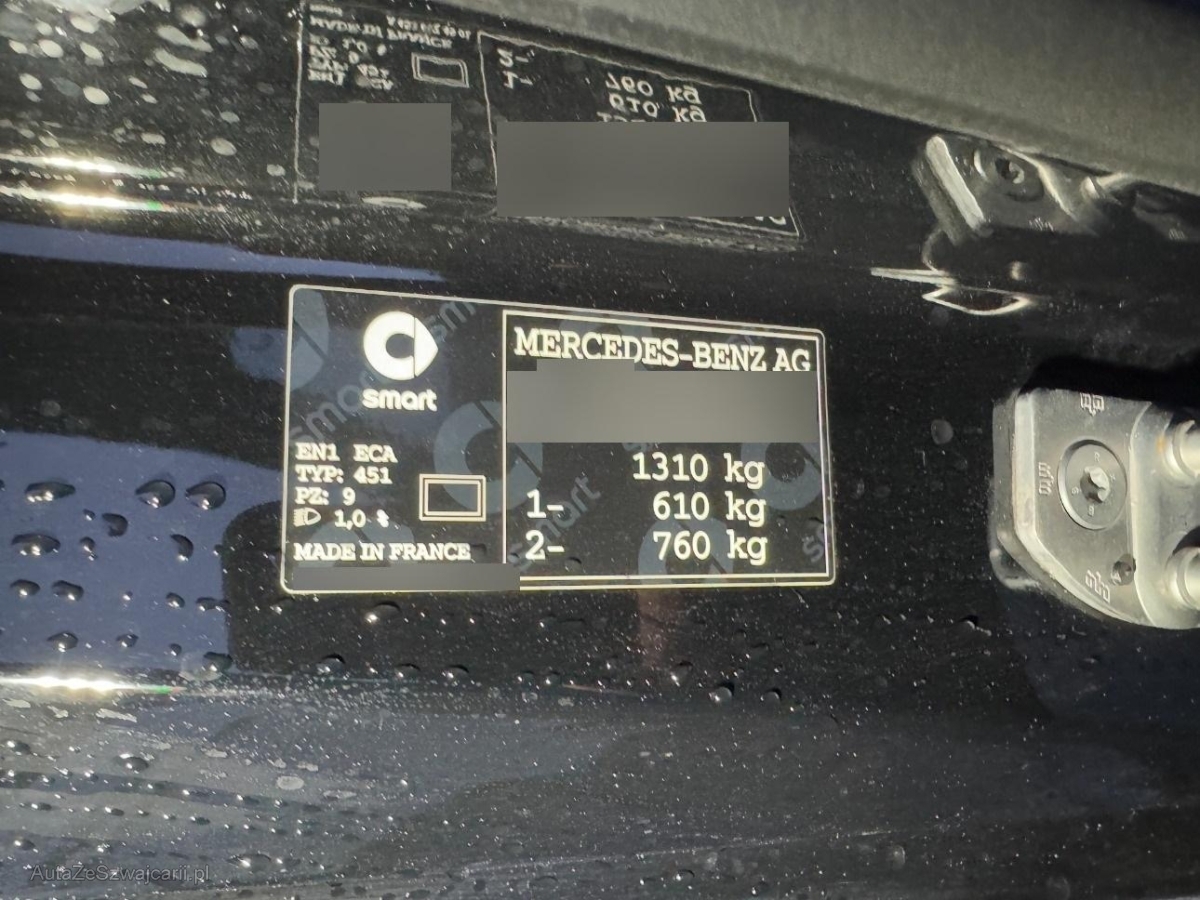 smart
EN1 ECA
TYP: 451
PZ: 9
1,0 %
MADE IN FRANCE
MERCEDES-BENZ AG
1310 kg
1- 610 kg
2- 760 kg
AutaZeSzwajcarii.pl